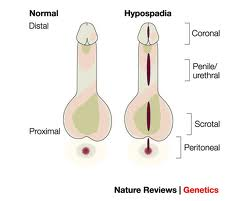 Normal
Hypospadia
Distal
Coronal
Penile/
urethral
Scrotal
Proximal
Peritoneal
Nature Reviews | Genetics